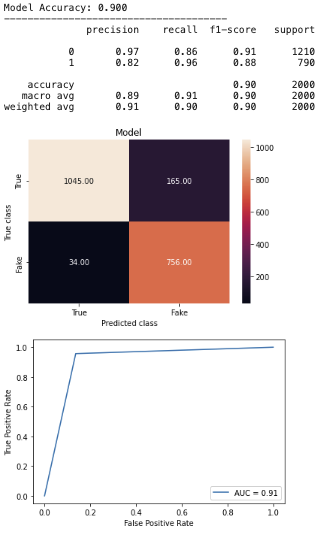 Model Accuracy: 0.900
precision recall f1-score support
0 0.97 0.86 0.91 1210
1 0.82 0.96 0.88 790
accuracy 0.90 2000
macro avg 0.89 0.91 0.90 2000
weighted avg 0.91 0.90 0.90 2000
Model
True class
True
1045.00
165.00
Fake
34.00
756.00
True
Fake
Predicted class
1000
800
600
400
200
True Positive Rate
1.0
0.8
0.6
0.4
0.2
0.0
AUC = 0.91
0.0 0.2 0.4 0.6 0.8 1.0
False Positive Rate